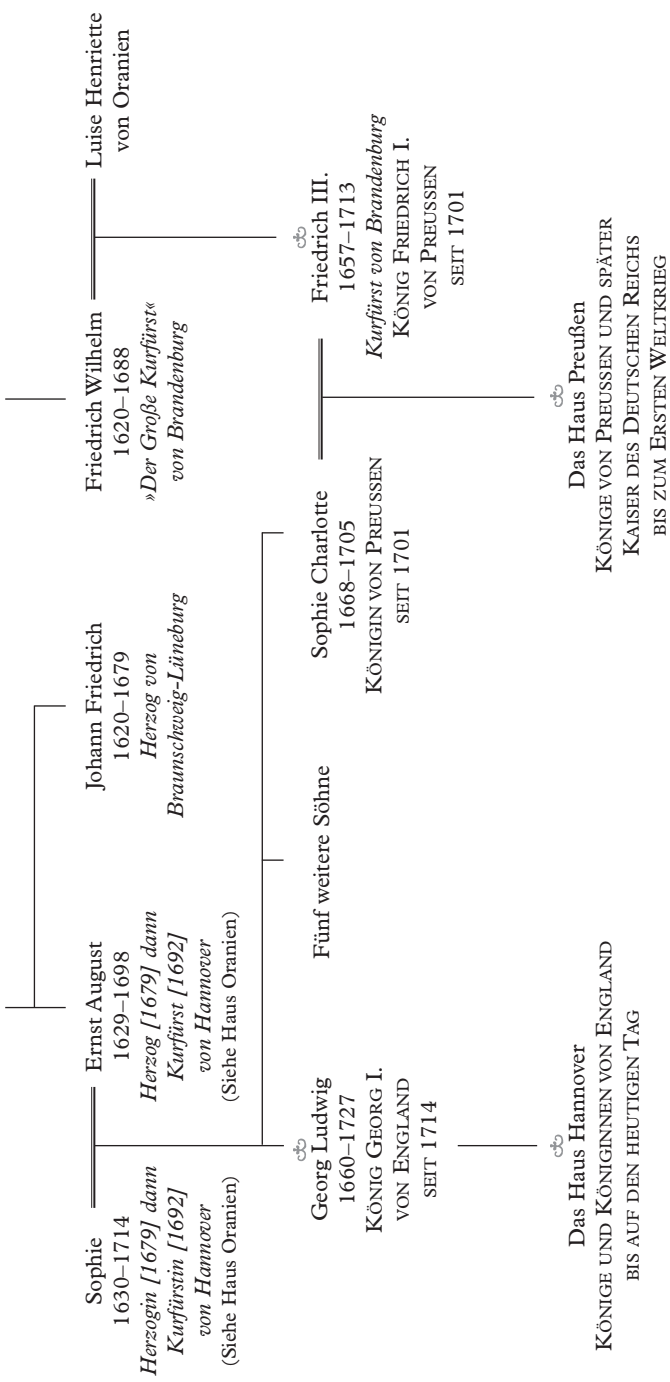 Sophie
1630–1714
Herzogin [1679] dann
Kurfürstin [1692]
von Hannover
(Siehe Haus Oranien)
Ernst August
1629–1698
Herzog [1679] dann
Kurfürst [1692]
von Hannover
(Siehe Haus Oranien)
Johann Friedrich
1620–1679
Herzog von
Braunschweig-Lüneburg
Friedrich Wilhelm
1620–1688
»Der Große Kurfürst«
von Brandenburg
Luise Henriette
von Oranien
Georg Ludwig
1660–1727
KÖNIG GEORG I.
VON ENGLAND
SEIT 1714
Fünf weitere Söhne
Sophie Charlotte
1668–1705
KÖNIGIN VON PREUSSEN
SEIT 1701
Friedrich III.
1657–1713
Kurfürst von Brandenburg
KÖNIG FRIEDRICH I.
VON PREUSSEN
SEIT 1701
Das Haus Hannover
KÖNIGE UND KÖNIGINNEN VON ENGLAND
BIS AUF DEN HEUTIGEN TAG
Das Haus Preußen
KÖNIGE VON PREUSSEN UND SPÄTER
KAISER DES DEUTSCHEN REICHS
BIS ZUM ERSTEN WELTKRIEG